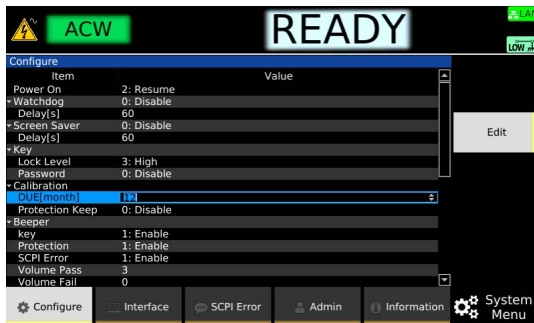 ACW
READY
LAN
LOW
Configure
Item Value
Power On 2: Resume
Watchdog 0: Disable
Delay[s] 60
Screen Saver 0: Disable
Delay[s] 60
Key
Lock Level 3: High
Password 0: Disable
Calibration
DUE[month] 12
Protection Keep 0: Disable
Beeper
key 1: Enable
Protection 1: Enable
SCPI Error 1: Enable
Volume Pass 3
Volume Fail 0
Edit
Configure Interface SCPI Error Admin Information System Menu